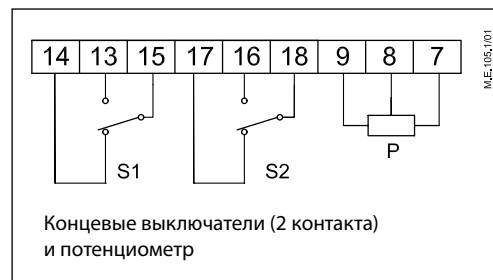 14 13 15 17 16 18 9 8 7
S1 S2 P
Концевые выключатели (2 контакта)
и потенциометр
M.E.105.1/01